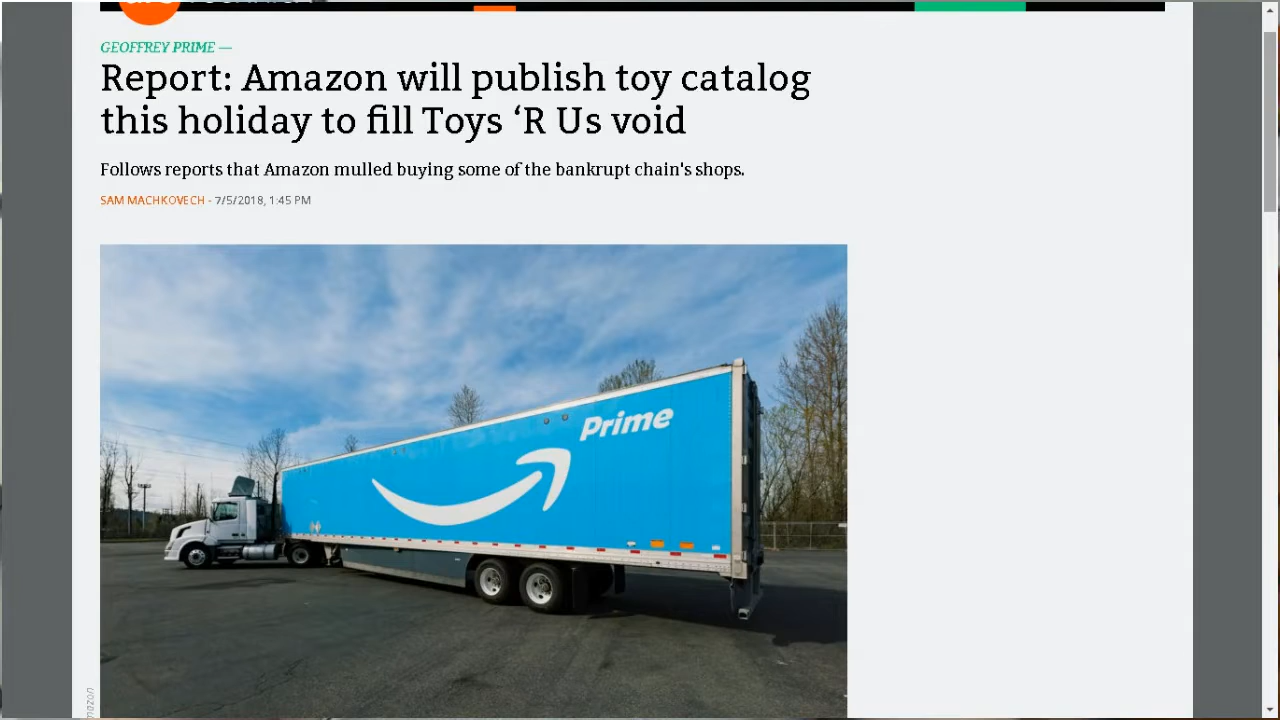 GEOFFREY PRIME —
Report: Amazon will publish toy catalog
this holiday to fill Toys ‘R Us void
Follows reports that Amazon mulled buying some of the bankrupt chain's shops.
SAM MACHKOVECH - 7/5/2018, 1:45 PM
Prime